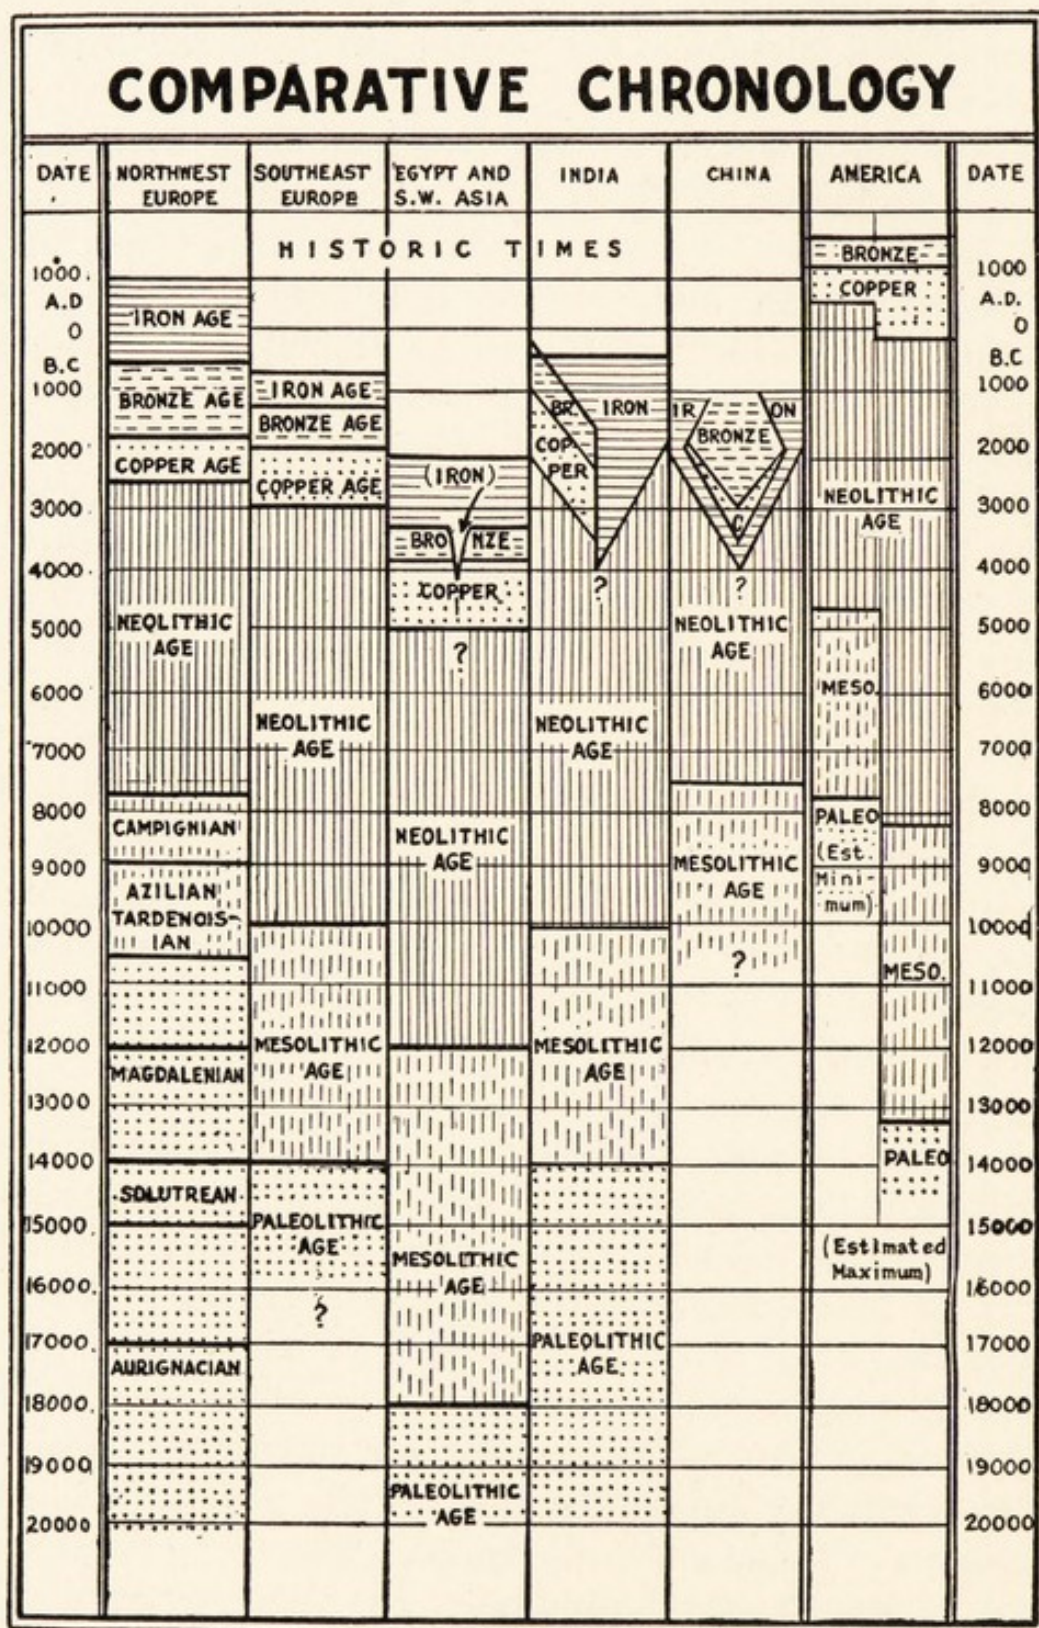 COMPARATIVE CHRONOLOGY
DATE
NORTHWEST
EUROPE
SOUTHEAST
EUROPE
EGYPT AND
S.W. ASIA
INDIA
CHINA
AMERICA
DATE
HISTORIC TIMES
1000
A.D
0
B.C
1000
2000
3000
4000
5000
6000
7000
8000
9000
10000
11000
12000
13000
14000
15000
16000
17000
18000
19000
20000
IRON AGE
BRONZE AGE
COPPER AGE
NEOLITHIC
AGE
CAMPIGNIAN
AZILIAN
TARDENOIS-
IAN
MAGDALENIAN
SOLUTREAN
AURIGNACIAN
IRON AGE
BRONZE AGE
COPPER AGE
NEOLITHIC
AGE
MESOLITHIC
AGE
PALEOLITHIC
AGE
?
(IRON)
BRO NZE
COPPER
?
NEOLITHIC
AGE
MESOLITHIC
AGE
PALEOLITHIC
AGE
BR. IRON
COP-
PER
?
NEOLITHIC
AGE
MESOLITHIC
AGE
PALEOLITHIC
AGE
IR ON
BRONZE
C
?
NEOLITHIC
AGE
MESOLITHIC
AGE
?
BRONZE
COPPER
NEOLITHIC
AGE
MESO.
PALEO
(Est.
Mini-
mum)
MESO.
PALEO
(Estimated
Maximum)
1000
A.D.
0
B.C
1000
2000
3000
4000
5000
6000
7000
8000
9000
10000
11000
12000
13000
14000
15000
16000
17000
18000
19000
20000